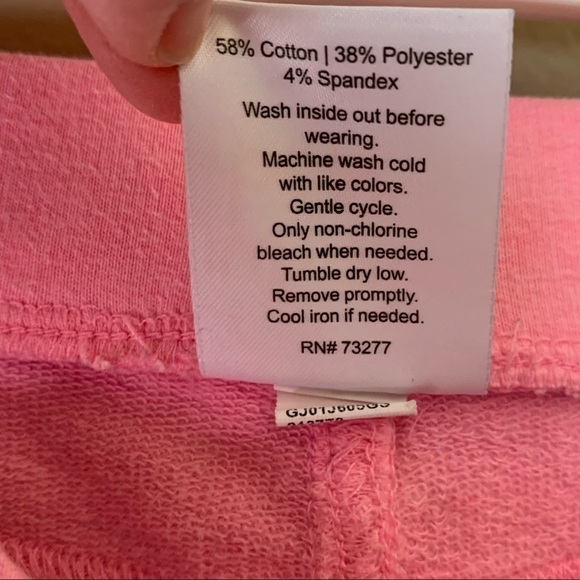 58% Cotton | 38% Polyester
4% Spandex
Wash inside out before
wearing.
Machine wash cold
with like colors.
Gentle cycle.
Only non-chlorine
bleach when needed.
Tumble dry low.
Remove promptly.
Cool iron if needed.
RN# 73277